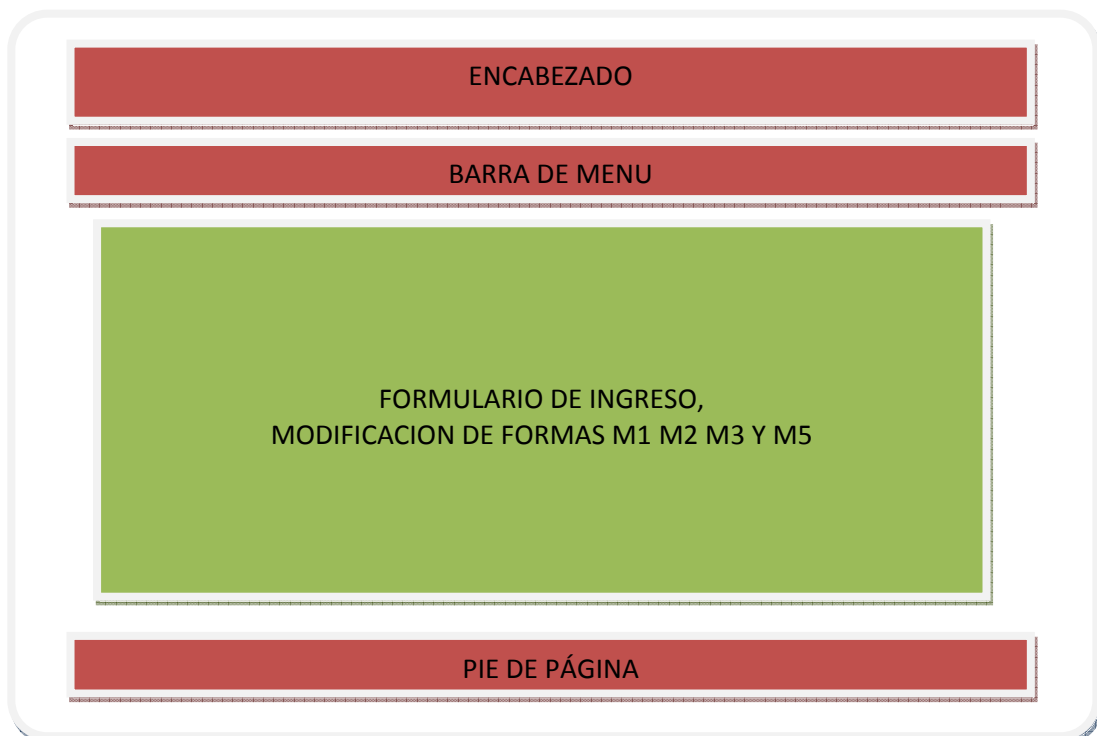 ENCABEZADO
BARRA DE MENU
FORMULARIO DE INGRESO,
MODIFICACION DE FORMAS M1 M2 M3 Y M5
PIE DE PÁGINA